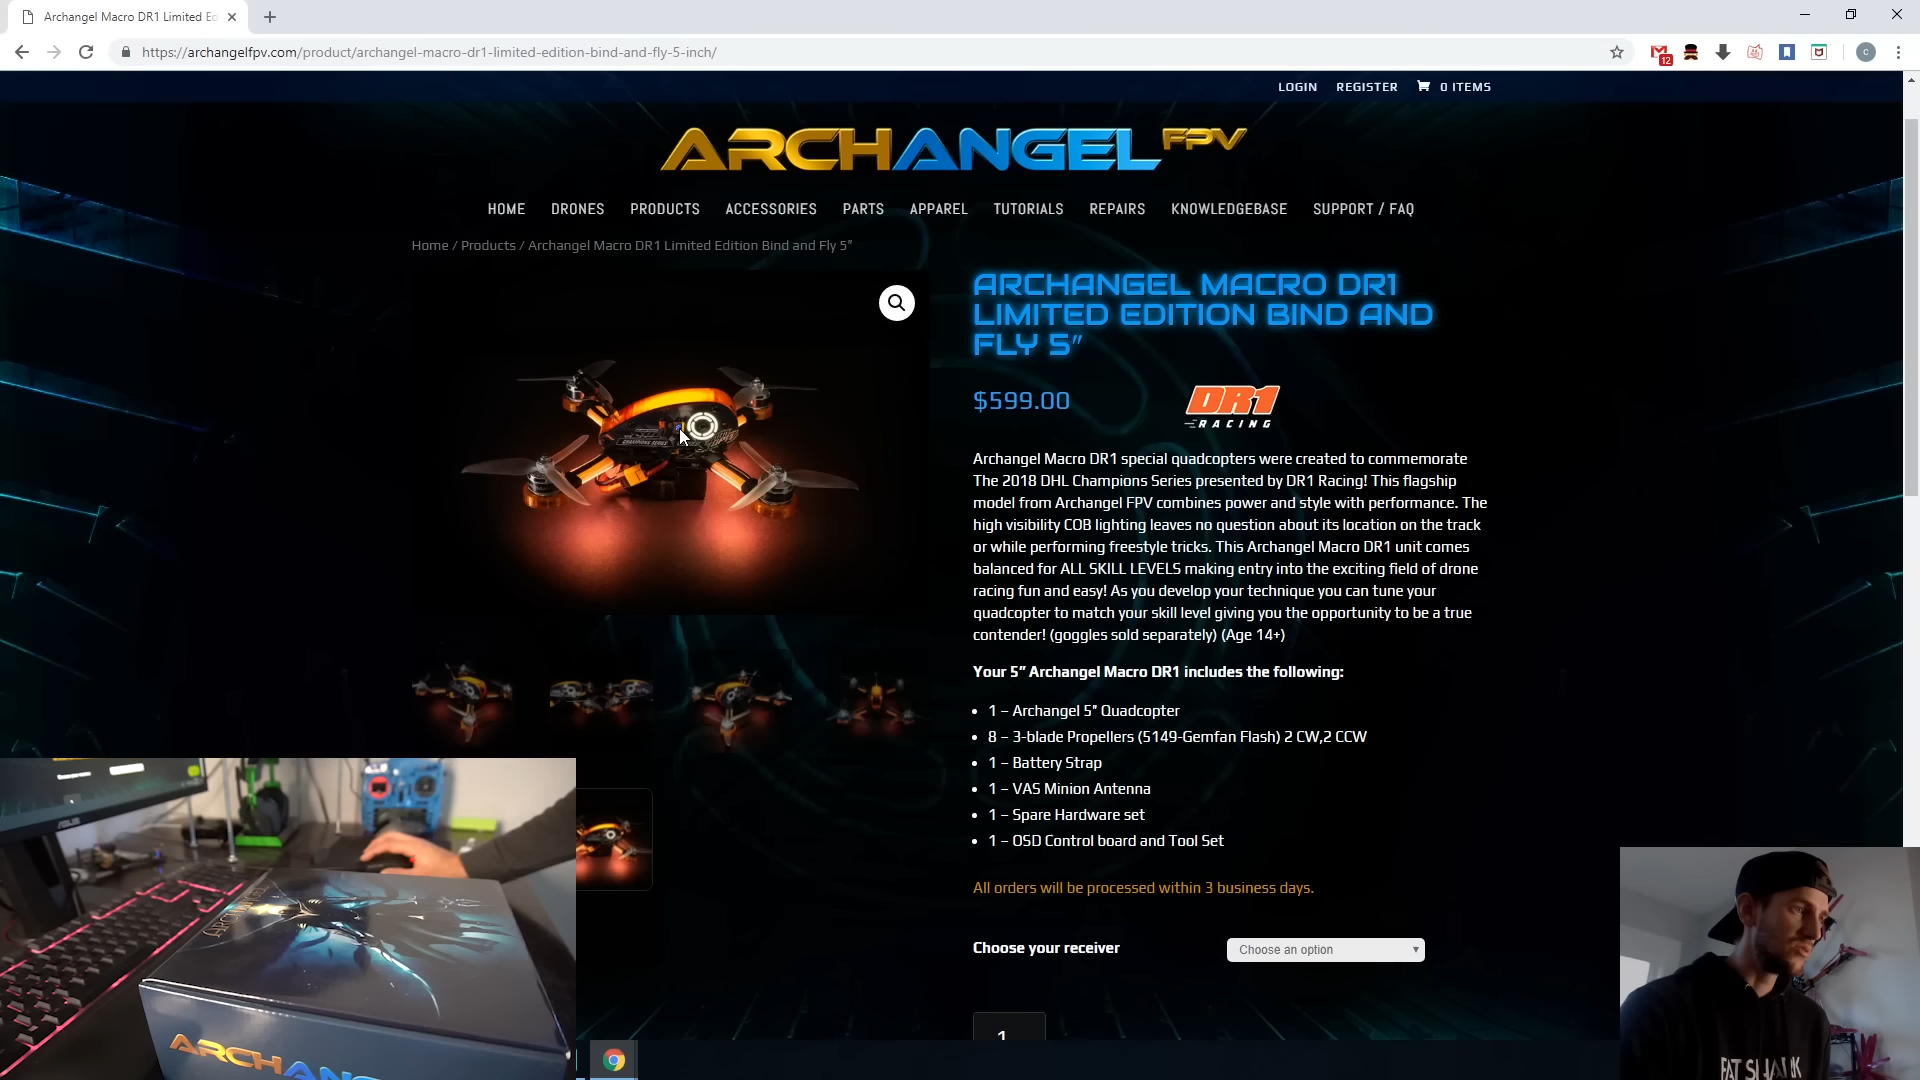 Archangel Macro DR1 Limited Ed
https://archangelfpv.com/product/archangel-macro-dr1-limited-edition-bind-and-fly-5-inch/
12
C
LOGIN REGISTER 0 ITEMS
ARCHANGEL FPV
HOME DRONES PRODUCTS ACCESSORIES PARTS APPAREL TUTORIALS REPAIRS KNOWLEDGEBASE SUPPORT / FAQ
Home / Products / Archangel Macro DR1 Limited Edition Bind and Fly 5″
ARCHANGEL MACRO DR1
LIMITED EDITION BIND AND
FLY 5″
$599.00
DR1
RACING
Archangel Macro DR1 special quadcopters were created to commemorate
The 2018 DHL Champions Series presented by DR1 Racing! This flagship
model from Archangel FPV combines power and style with performance. The
high visibility COB lighting leaves no question about its location on the track
or while performing freestyle tricks. This Archangel Macro DR1 unit comes
balanced for ALL SKILL LEVELS making entry into the exciting field of drone
racing fun and easy! As you develop your technique you can tune your
quadcopter to match your skill level giving you the opportunity to be a true
contender! (goggles sold separately) (Age 14+)
Your 5″ Archangel Macro DR1 includes the following:
• 1 – Archangel 5″ Quadcopter
• 8 – 3-blade Propellers (5149-Gemfan Flash) 2 CW,2 CCW
• 1 – Battery Strap
• 1 – VAS Minion Antenna
• 1 – Spare Hardware set
• 1 – OSD Control board and Tool Set
All orders will be processed within 3 business days.
Choose your receiver Choose an option
1
ASUS
ARCHANG
FAT SHARK